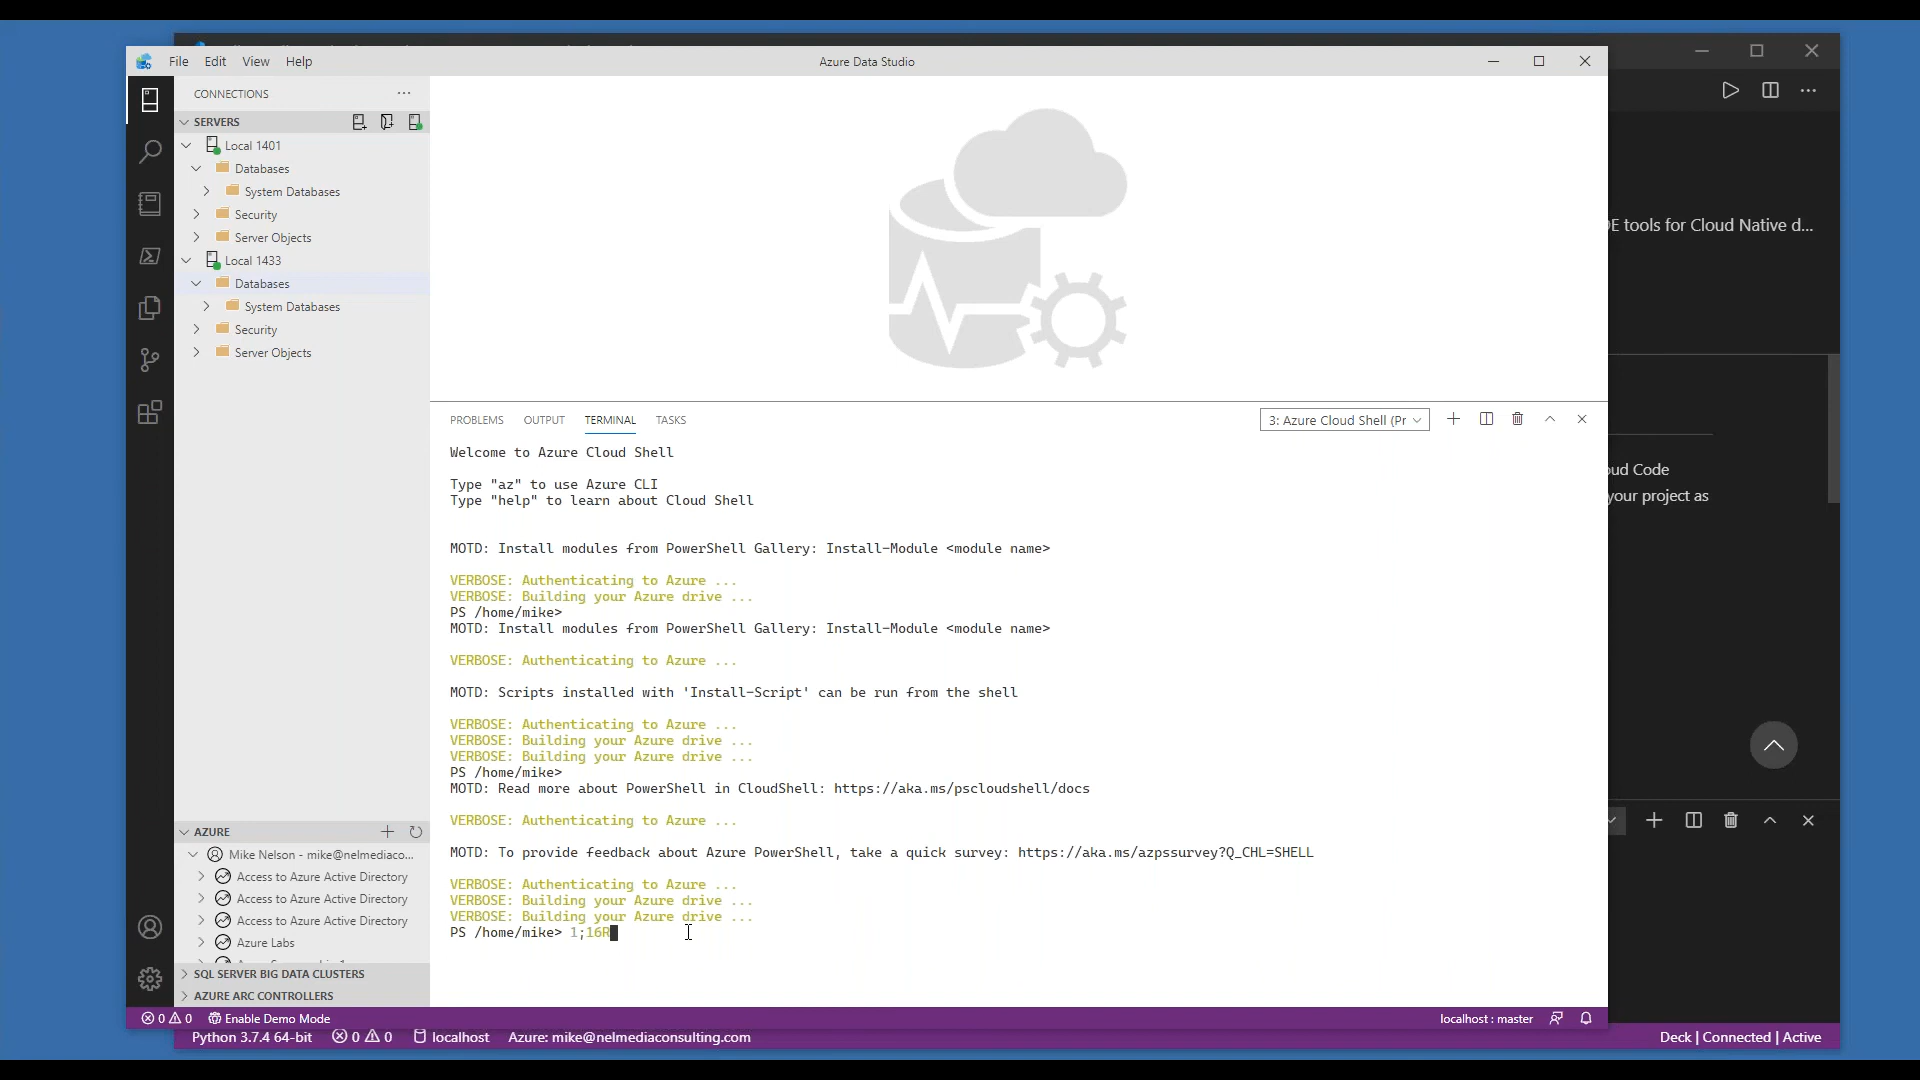 File Edit View Help
Azure Data Studio
CONNECTIONS
SERVERS
Local 1401
Databases
System Databases
Security
Server Objects
Local 1433
Databases
System Databases
Security
Server Objects
tools for Cloud Native d...
Code
your project as
PROBLEMS OUTPUT TERMINAL TASKS
3: Azure Cloud Shell (Pr
Welcome to Azure Cloud Shell
Type "az" to use Azure CLI
Type "help" to learn about Cloud Shell
MOTD: Install modules from PowerShell Gallery: Install-Module <module name>
VERBOSE: Authenticating to Azure ...
VERBOSE: Building your Azure drive ...
PS /home/mike>
MOTD: Install modules from PowerShell Gallery: Install-Module <module name>
VERBOSE: Authenticating to Azure ...
MOTD: Scripts installed with 'Install-Script' can be run from the shell
VERBOSE: Authenticating to Azure ...
VERBOSE: Building your Azure drive ...
VERBOSE: Building your Azure drive ...
PS /home/mike>
MOTD: Read more about PowerShell in CloudShell: https://aka.ms/pscloudshell/docs
VERBOSE: Authenticating to Azure ...
MOTD: To provide feedback about Azure PowerShell, take a quick survey: https://aka.ms/azpssurvey?Q_CHL=SHELL
VERBOSE: Authenticating to Azure ...
VERBOSE: Building your Azure drive ...
VERBOSE: Building your Azure drive ...
PS /home/mike> 1;16R
AZURE
Mike Nelson - mike@nelmediaco...
Access to Azure Active Directory
Access to Azure Active Directory
Access to Azure Active Directory
Azure Labs
SQL SERVER BIG DATA CLUSTERS
AZURE ARC CONTROLLERS
0 0 Enable Demo Mode
localhost : master
Python 3.7.4 64-bit 0 0 localhost Azure: mike@nelmediaconsulting.com
Deck | Connected | Active